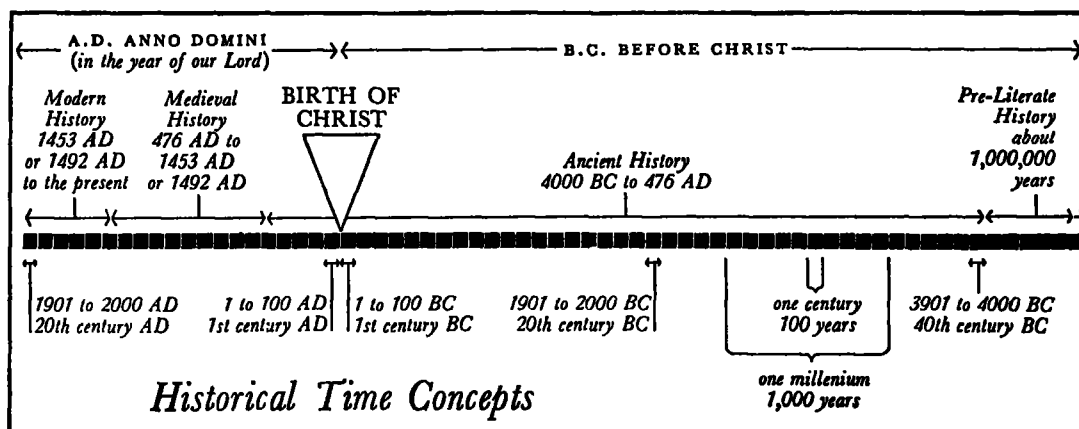 A.D. ANNO DOMINI
(in the year of our Lord)
B.C. BEFORE CHRIST
Modern
History
1453 AD
or 1492 AD
to the present
Medieval
History
476 AD to
1453 AD
or 1492 AD
BIRTH OF
CHRIST
Ancient History
4000 BC to 476 AD
Pre-Literate
History
about
1,000,000
years
1901 to 2000 AD
20th century AD
1 to 100 AD
1st century AD
1 to 100 BC
1st century BC
1901 to 2000 BC
20th century BC
one century
100 years
3901 to 4000 BC
40th century BC
one millenium
1,000 years
Historical Time Concepts